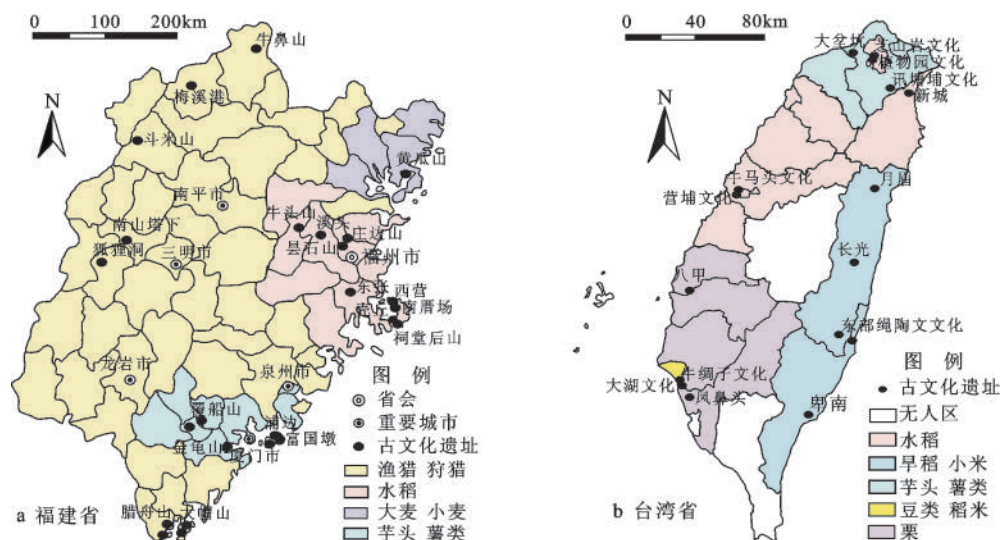 0 100 200km
N
牛鼻山
梅溪港
斗米山
黄瓜山
南平市
牛头山
溪头
庄边山
南山塔下
昙石山
福州市
狐狸洞
三明市
东张
西营
南厝场
祠堂后山
龙岩市
泉州市
覆船山
浦边
金龟山
富国墩
厦门市
腊舟山
图 例
省会
重要城市
古文化遗址
渔猎 狩猎
水稻
大麦 小麦
芋头 薯类
a 福建省
b
0 40 80km
N
大坌坑
芝山岩文化
植物园文化
讯塘埔文化
新城
牛马头文化
营埔文化
月眉
长光
八甲
东部绳陶文文化
牛稠子文化
大湖文化
凤鼻头
卑南
图 例
古文化遗址
无人区
水稻
旱稻 小米
芋头 薯类
豆类 稻米
栗
b 台湾省